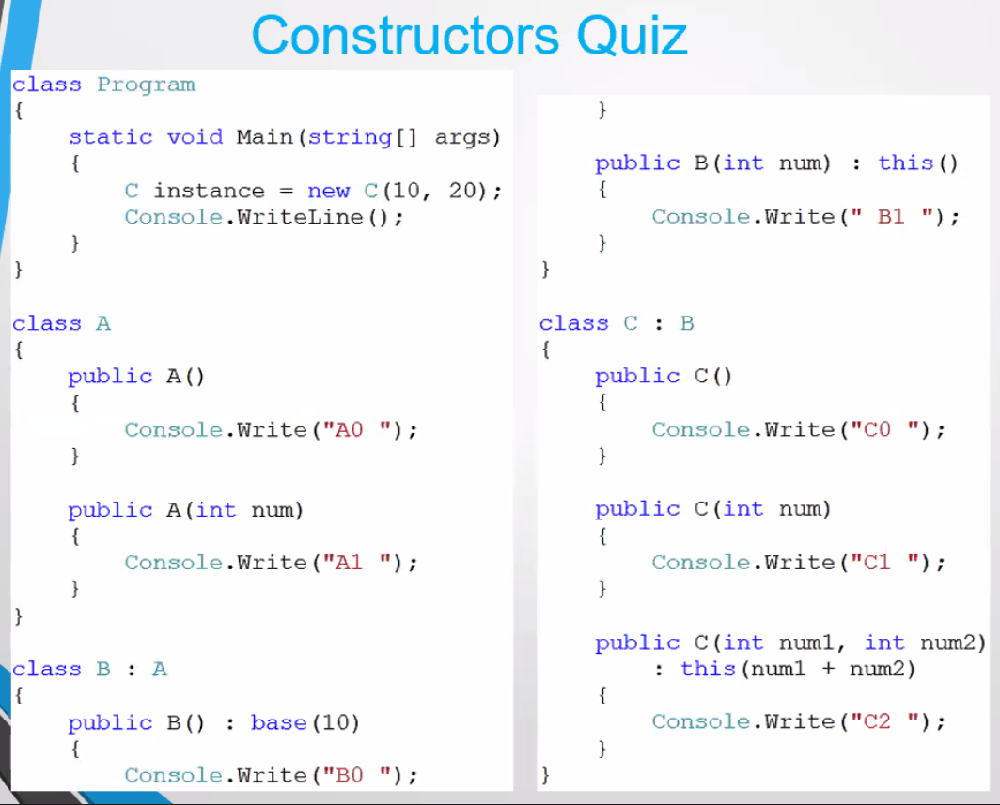 Constructors Quiz
class Program
{
    static void Main(string[] args)
    {
        C instance = new C(10, 20);
        Console.WriteLine();
    }
}

class A
{
    public A()
    {
        Console.Write("A0 ");
    }

    public A(int num)
    {
        Console.Write("A1 ");
    }
}

class B : A
{
    public B() : base(10)
    {
        Console.Write("B0 ");
    }

    public B(int num) : this()
    {
        Console.Write(" B1 ");
    }
}

class C : B
{
    public C()
    {
        Console.Write("C0 ");
    }

    public C(int num)
    {
        Console.Write("C1 ");
    }

    public C(int num1, int num2)
        : this(num1 + num2)
    {
        Console.Write("C2 ");
    }
}